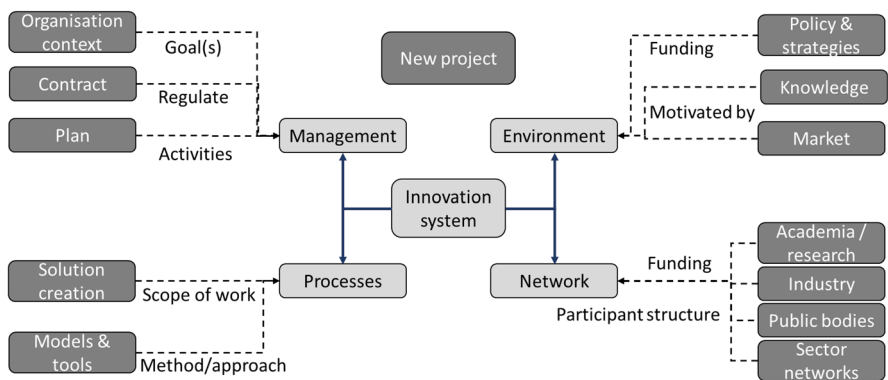 Organisation
context
Goal(s)
Contract
Regulate
Plan
Activities
Management
New project
Policy &
strategies
Funding
Knowledge
Motivated by
Market
Environment
Innovation
system
Solution
creation
Scope of work
Processes
Models &
tools
Method/approach
Network
Funding
Participant structure
Academia /
research
Industry
Public bodies
Sector
networks